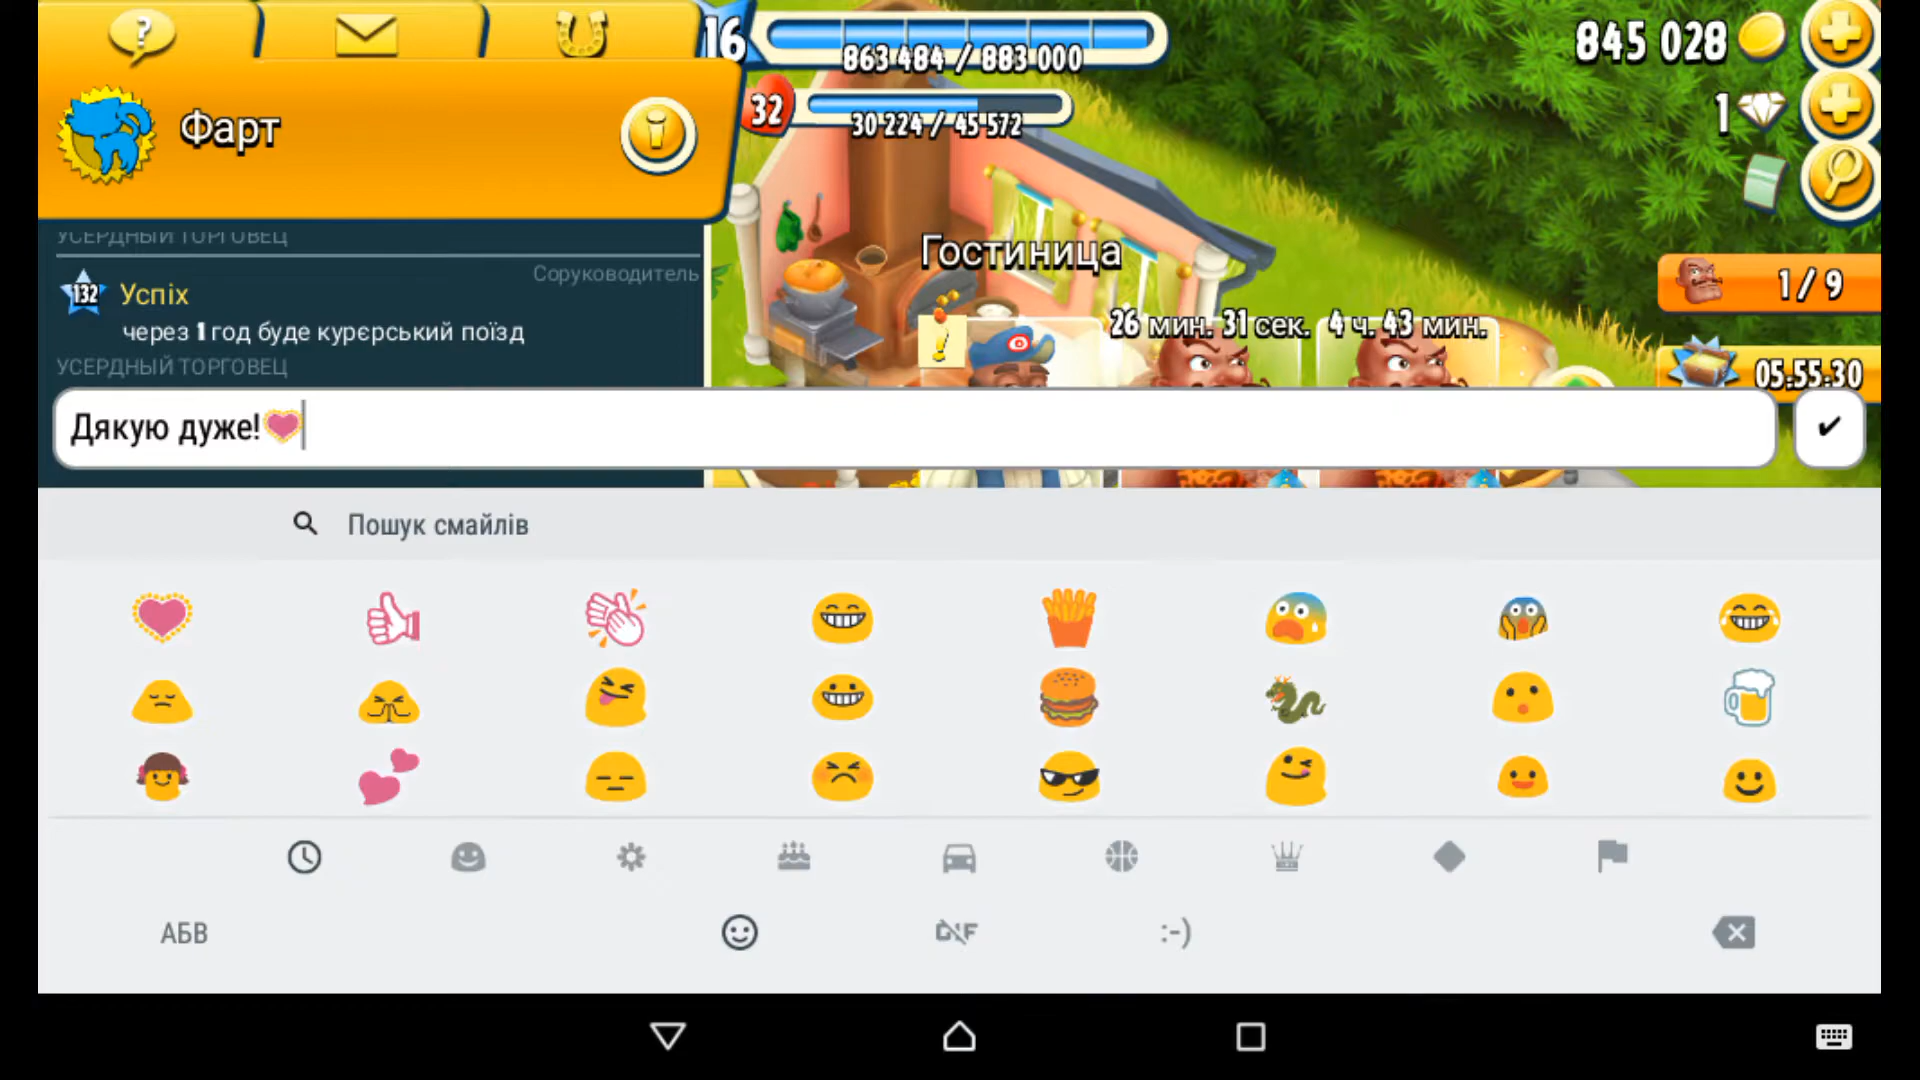 16
863 484 / 883 000
845 028
Фарт
32
30 224 / 45 572
1
УСЕРДНЫЙ ТОРГОВЕЦ
Соруководитель
132
Успіх
через 1 год буде курєрський поїзд
УСЕРДНЫЙ ТОРГОВЕЦ
Гостиница
26 мин. 31 сек.
4 ч. 43 мин.
1 / 9
05:55:30
Дякую дуже!💗
Пошук смайлів
АБВ
GIF
:-)